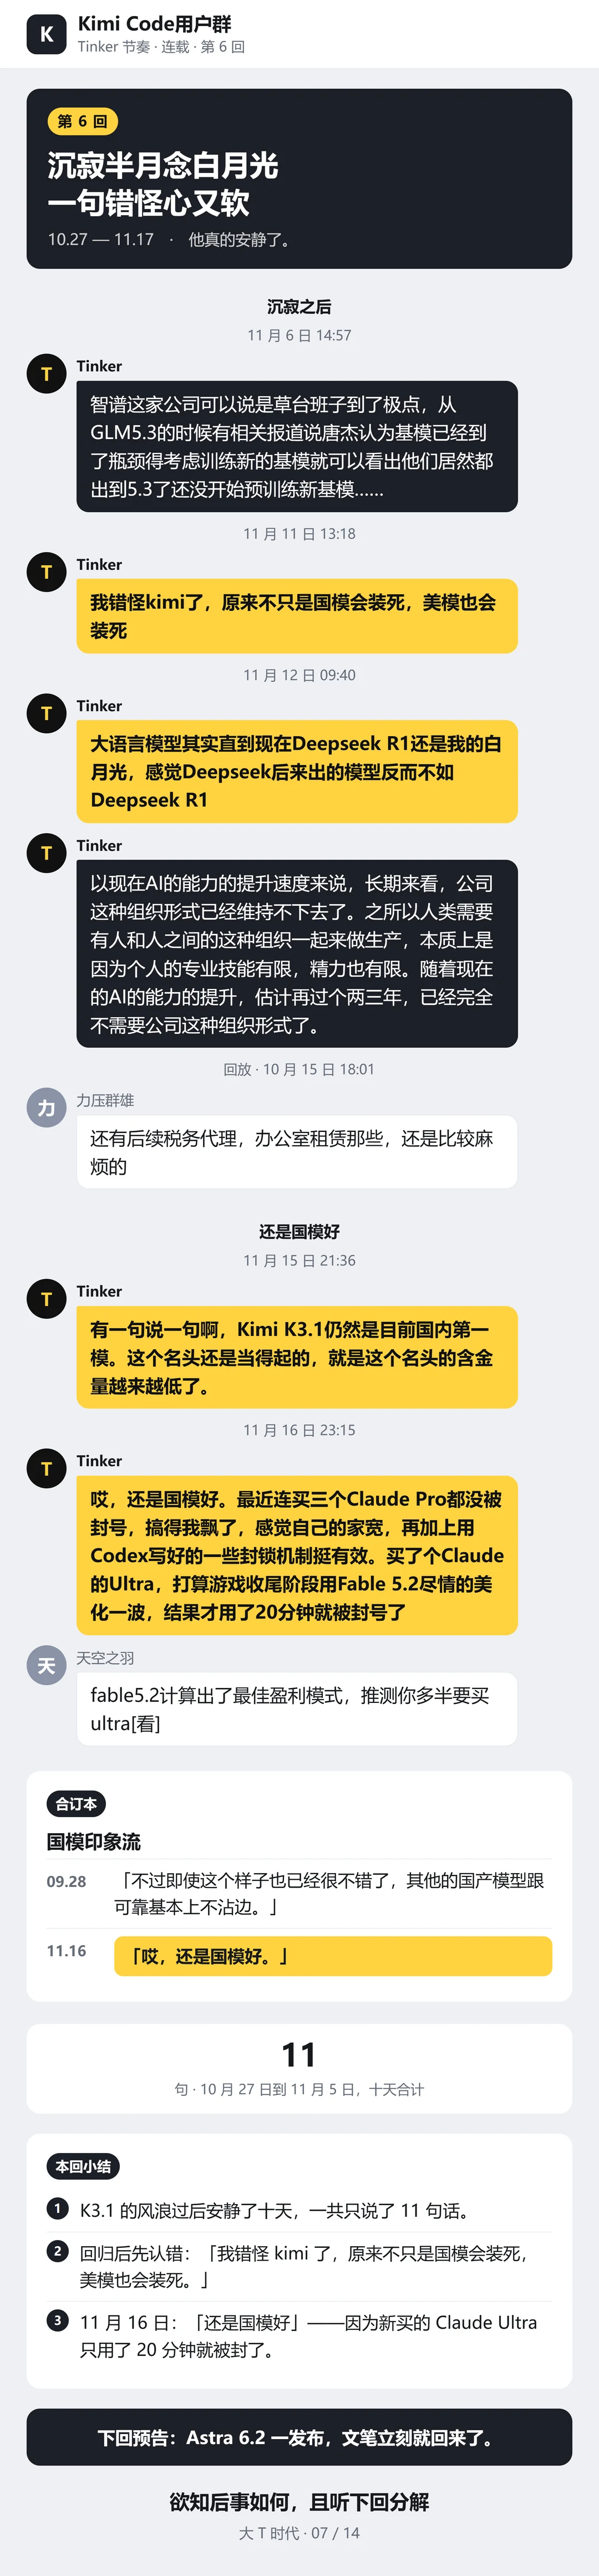 K
Kimi Code用户群
Tinker 节奏 · 连载 · 第 6 回
第 6 回
沉寂半月念白月光
一句错怪心又软
10.27 — 11.17 · 他真的安静了。
沉寂之后
11 月 6 日 14:57
T
Tinker
智谱这家公司可以说是草台班子到了极点，从
GLM5.3的时候有相关报道说唐杰认为基模已经到
了瓶颈得考虑训练新的基模就可以看出他们居然都
出到5.3了还没开始预训练新基模……
11 月 11 日 13:18
T
Tinker
我错怪kimi了，原来不只是国模会装死，美模也会
装死
11 月 12 日 09:40
T
Tinker
大语言模型其实直到现在Deepseek R1还是我的白
月光，感觉Deepseek后来出的模型反而不如
Deepseek R1
T
Tinker
以现在AI的能力的提升速度来说，长期来看，公司
这种组织形式已经维持不下去了。之所以人类需要
有人和人之间的这种组织一起来做生产，本质上是
因为个人的专业技能有限，精力也有限。随着现在
的AI的能力的提升，估计再过个两三年，已经完全
不需要公司这种组织形式了。
回放 · 10 月 15 日 18:01
力
力压群雄
还有后续税务代理，办公室租赁那些，还是比较麻
烦的
还是国模好
11 月 15 日 21:36
T
Tinker
有一句说一句啊，Kimi K3.1仍然是目前国内第一
模。这个名头还是当得起的，就是这个名头的含金
量越来越低了。
11 月 16 日 23:15
T
Tinker
哎，还是国模好。最近连买三个Claude Pro都没被
封号，搞得我飘了，感觉自己的家宽，再加上用
Codex写好的一些封锁机制挺有效。买了个Claude
的Ultra，打算游戏收尾阶段用Fable 5.2尽情的美
化一波，结果才用了20分钟就被封号了
天
天空之羽
fable5.2计算出了最佳盈利模式，推测你多半要买
ultra[看]
合订本
国模印象流
09.28 「不过即使这个样子也已经很不错了，其他的国产模型跟
可靠基本上不沾边。」
11.16 「哎，还是国模好。」
11
句 · 10 月 27 日到 11 月 5 日，十天合计
本回小结
1 K3.1 的风浪过后安静了十天，一共只说了 11 句话。
2 回归后先认错：「我错怪 kimi 了，原来不只是国模会装死，
美模也会装死。」
3 11 月 16 日：「还是国模好」——因为新买的 Claude Ultra
只用了 20 分钟就被封了。
下回预告：Astra 6.2 一发布，文笔立刻就回来了。
欲知后事如何，且听下回分解
大 T 时代 · 07 / 14